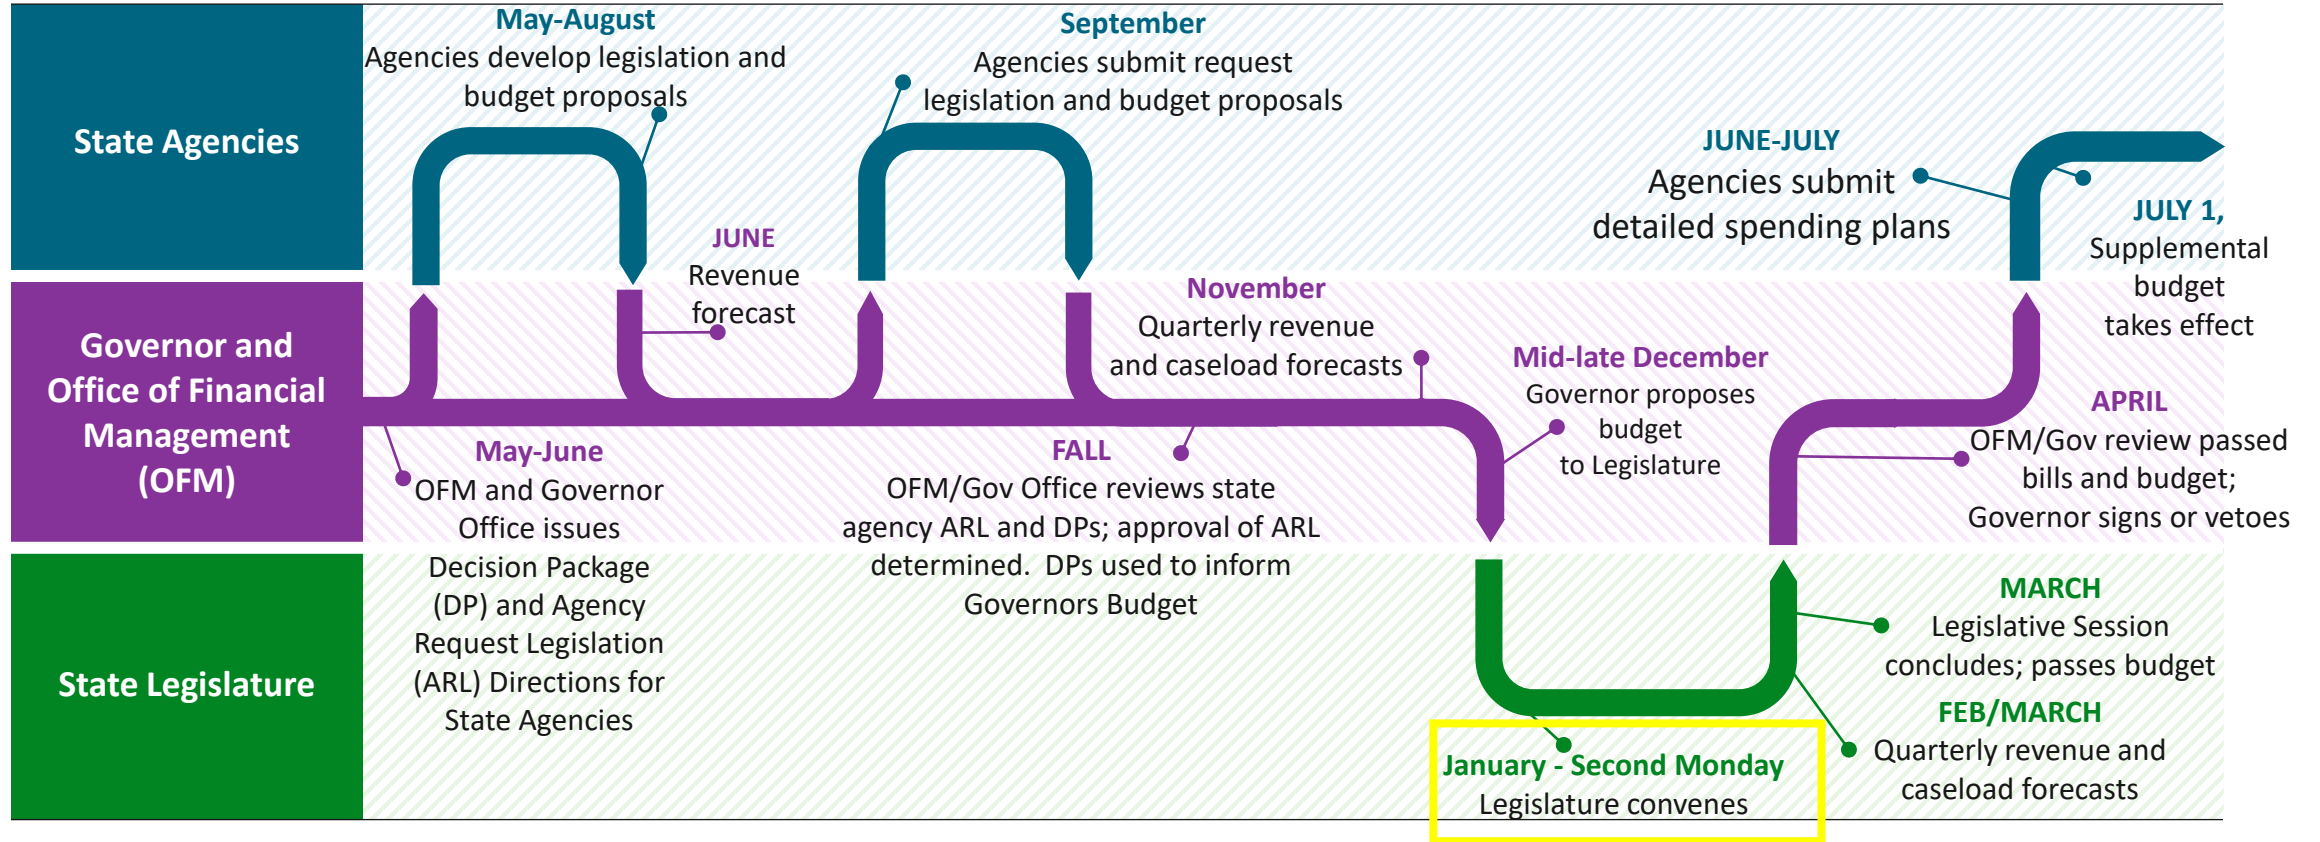 State Agencies
May-August
Agencies develop legislation and
budget proposals
September
Agencies submit request
legislation and budget proposals
JUNE-JULY
Agencies submit
detailed spending plans
JULY 1,
Supplemental
budget
takes effect
Governor and
Office of Financial
Management
(OFM)
May-June
OFM and Governor
Office issues
Decision Package
(DP) and Agency
Request Legislation
(ARL) Directions for
State Agencies
JUNE
Revenue
forecast
FALL
OFM/Gov Office reviews state
agency ARL and DPs; approval of ARL
determined.  DPs used to inform
Governors Budget
November
Quarterly revenue
and caseload forecasts
Mid-late December
Governor proposes
budget
to Legislature
APRIL
OFM/Gov review passed
bills and budget;
Governor signs or vetoes
State Legislature
January - Second Monday
Legislature convenes
MARCH
Legislative Session
concludes; passes budget
FEB/MARCH
Quarterly revenue and
caseload forecasts